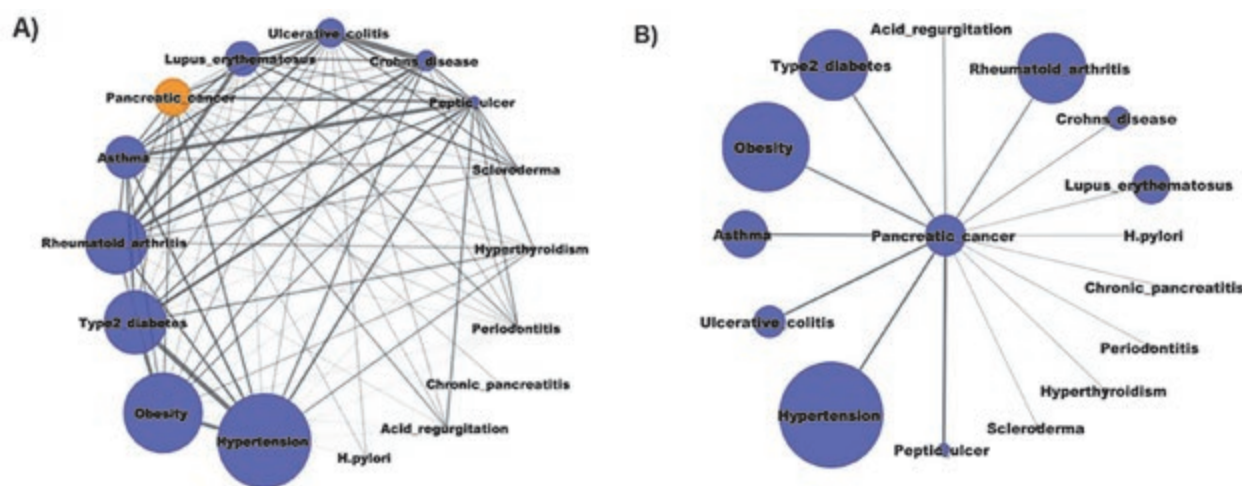 A)
Ulcerative_colitis
Lupus_erythematosus
Crohns_disease
Pancreatic_cancer
Peptic_ulcer
Asthma
Scleroderma
Rheumatoid_arthritis
Hyperthyroidism
Type2_diabetes
Periodontitis
Chronic_pancreatitis
Obesity
Acid_regurgitation
Hypertension
H.pylori
B)
Acid_regurgitation
Type2_diabetes
Rheumatoid_arthritis
Crohns_disease
Obesity
Lupus_erythematosus
Asthma
Pancreatic_cancer
H.pylori
Chronic_pancreatitis
Ulcerative_colitis
Periodontitis
Hyperthyroidism
Hypertension
Scleroderma
Peptic_ulcer